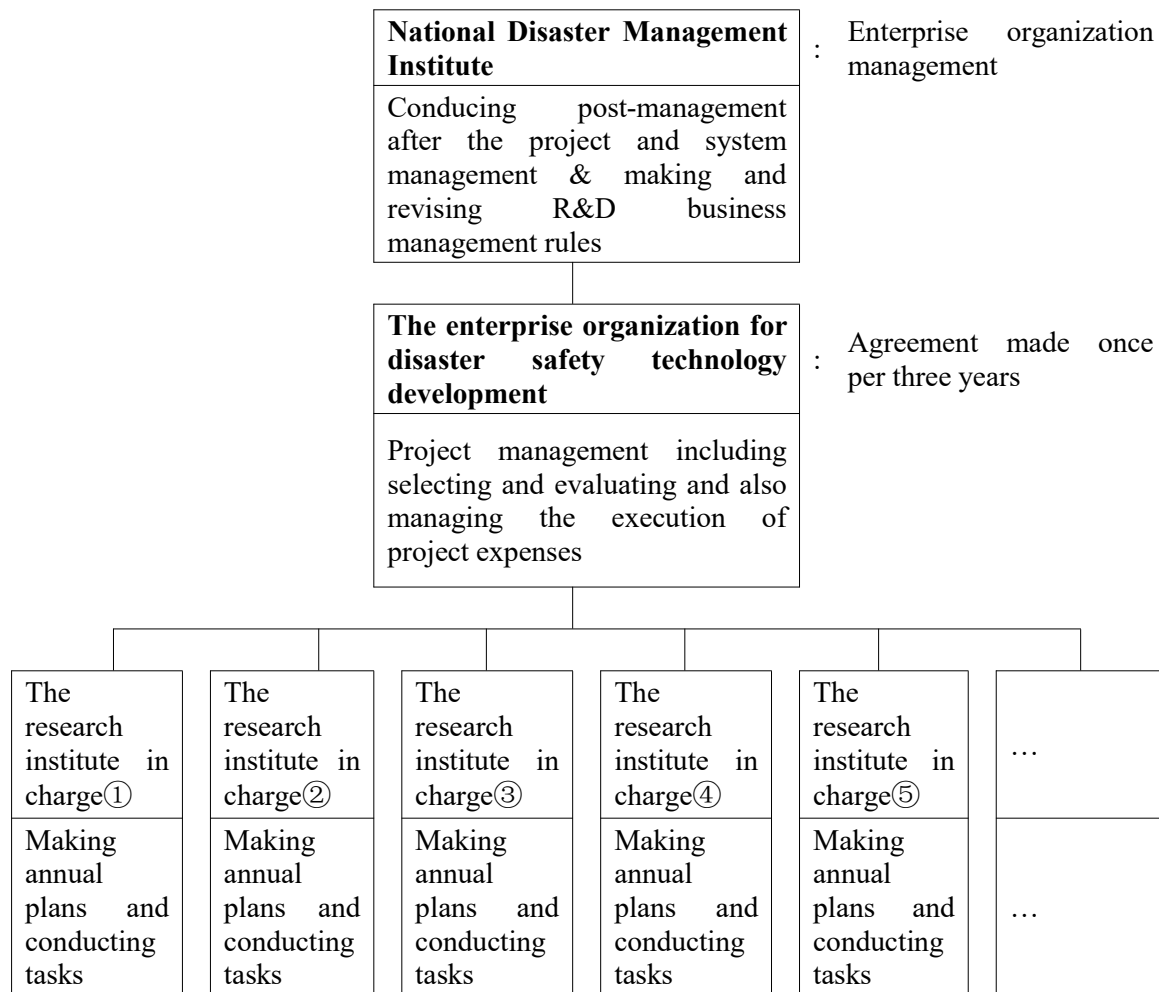 National Disaster Management
Institute
: Enterprise organization
management
Conducing post-management
after the project and system
management & making and
revising R&D business
management rules
The enterprise organization for
disaster safety technology
development
: Agreement made once
per three years
Project management including
selecting and evaluating and also
managing the execution of
project expenses
The
research
institute in
charge①
The
research
institute in
charge②
The
research
institute in
charge③
The
research
institute in
charge④
The
research
institute in
charge⑤
…
Making
annual
plans and
conducting
tasks
Making
annual
plans and
conducting
tasks
Making
annual
plans and
conducting
tasks
Making
annual
plans and
conducting
tasks
Making
annual
plans and
conducting
tasks
…